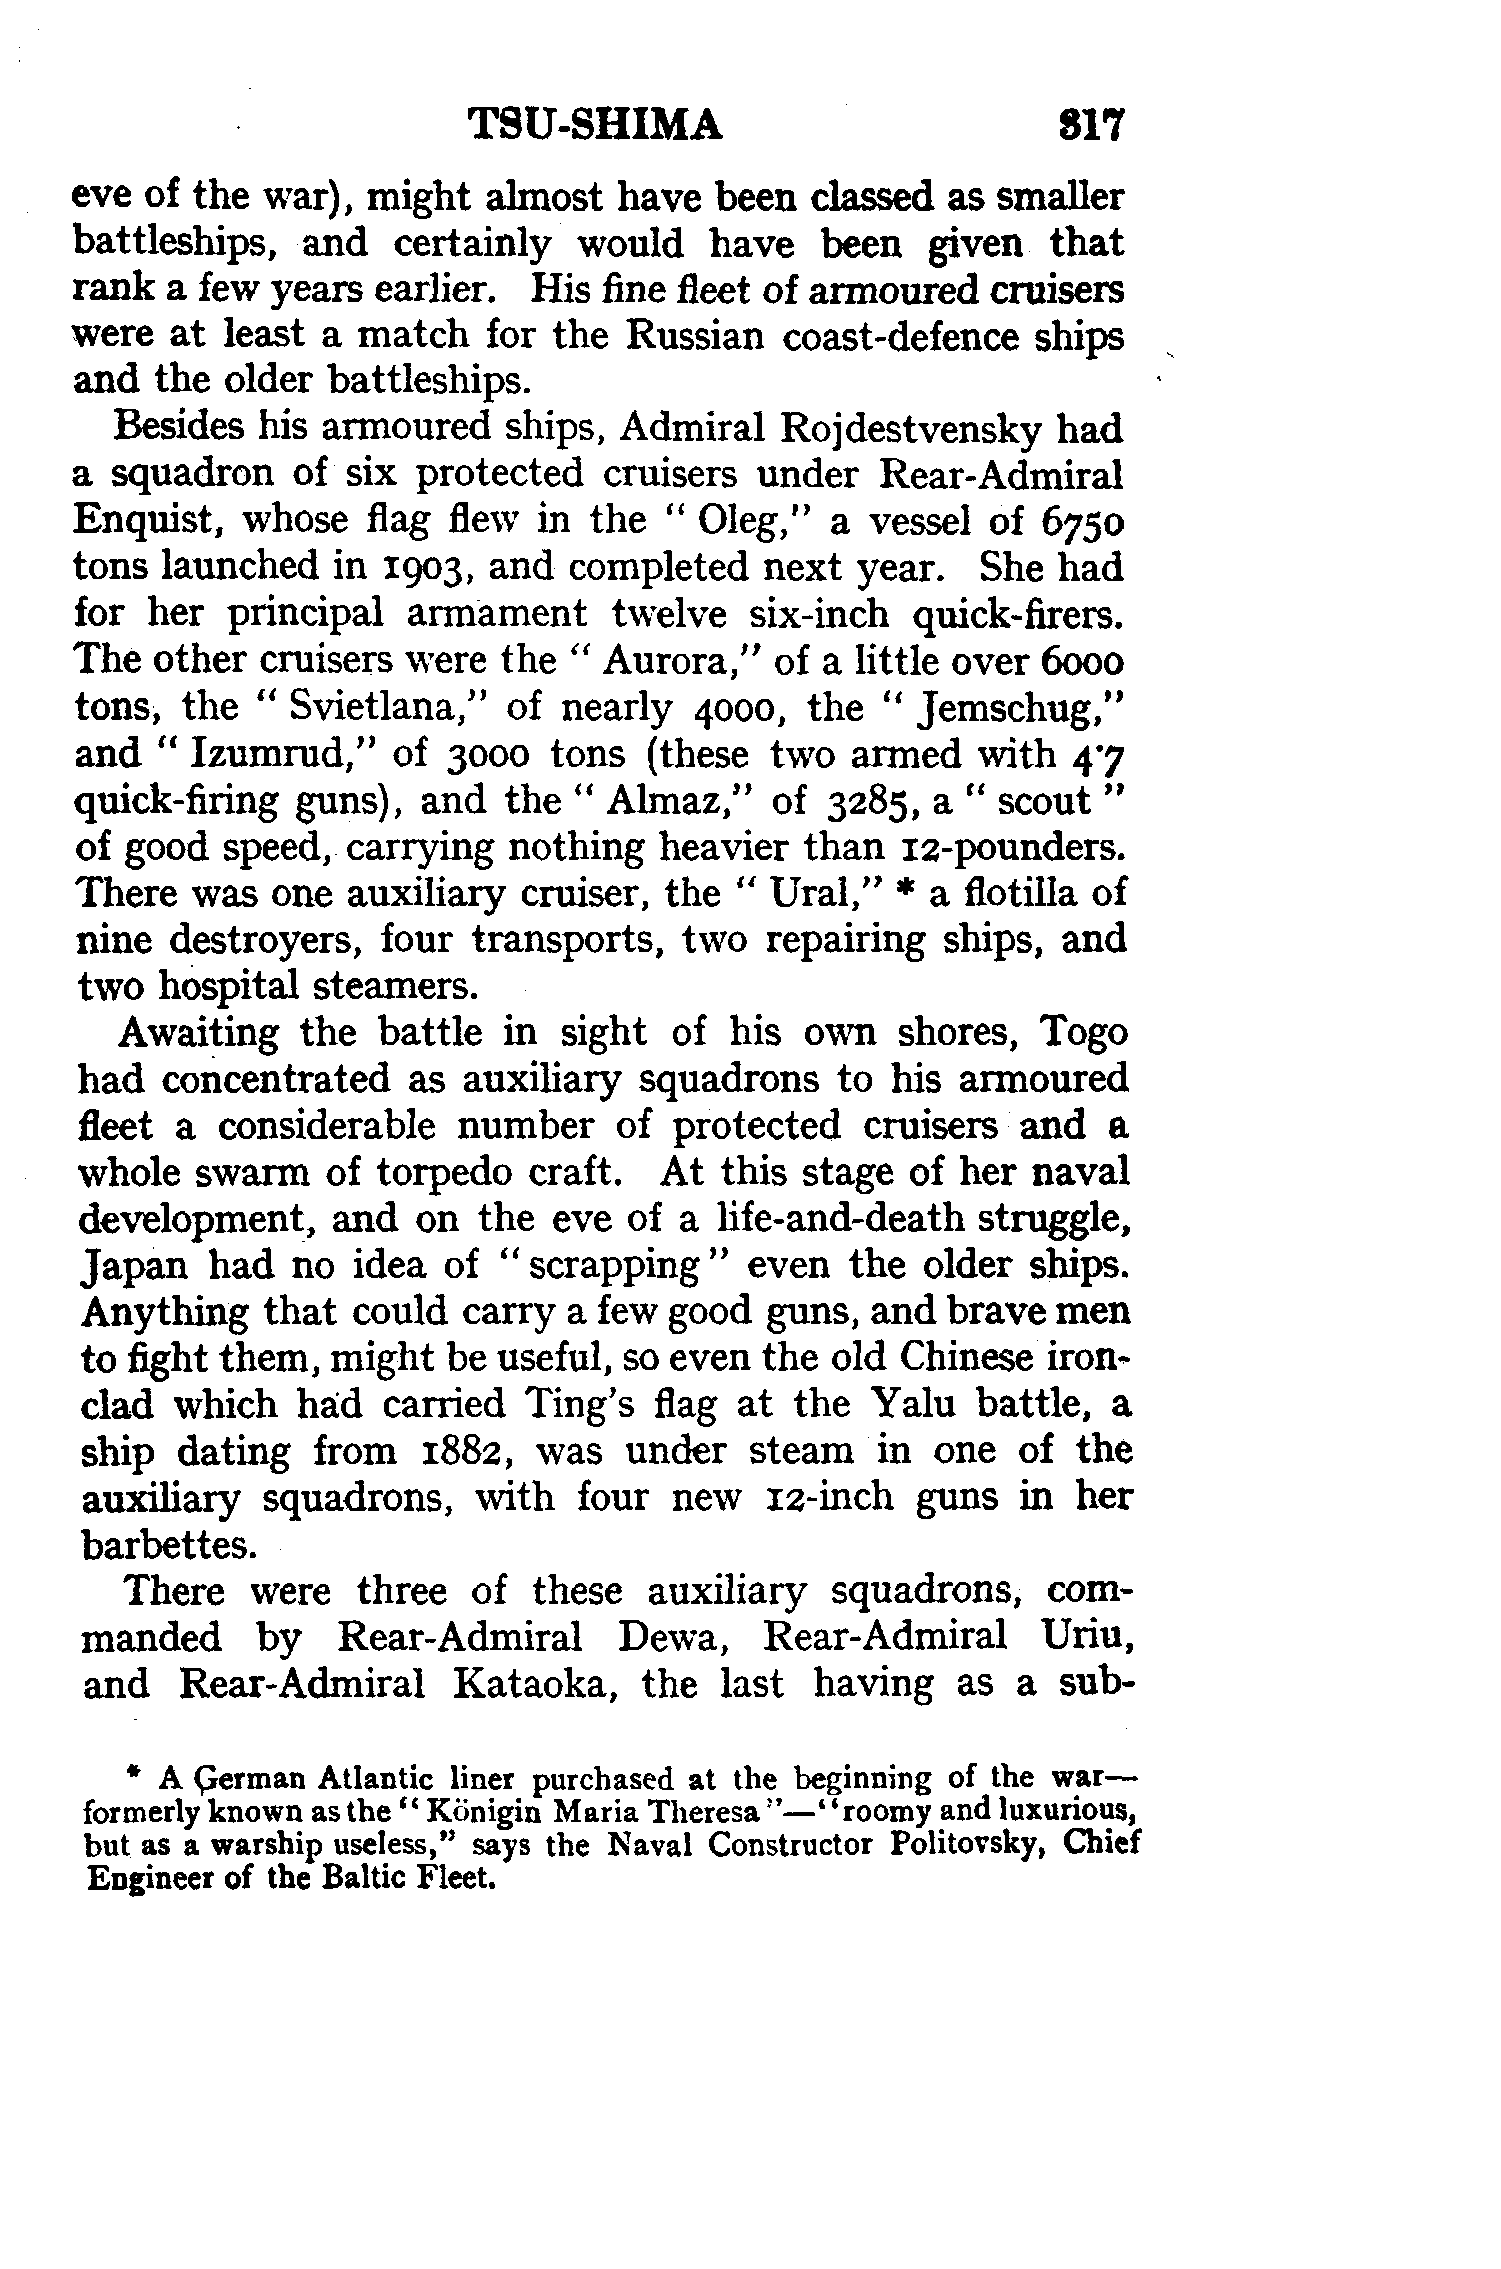 TSU-SHIMA 317
eve of the war), might almost have been classed as smaller
battleships, and certainly would have been given that
rank a few years earlier. His fine fleet of armoured cruisers
were at least a match for the Russian coast-defence ships
and the older battleships.
Besides his armoured ships, Admiral Rojdestvensky had
a squadron of six protected cruisers under Rear-Admiral
Enquist, whose flag flew in the " Oleg," a vessel of 6750
tons launched in 1903, and completed next year. She had
for her principal armament twelve six-inch quick-firers.
The other cruisers were the " Aurora," of a little over 6000
tons, the " Svietlana," of nearly 4000, the " Jemschug,"
and " Izumrud," of 3000 tons (these two armed with 4·7
quick-firing guns), and the " Almaz," of 3285, a " scout "
of good speed, carrying nothing heavier than 12-pounders.
There was one auxiliary cruiser, the " Ural," * a flotilla of
nine destroyers, four transports, two repairing ships, and
two hospital steamers.
Awaiting the battle in sight of his own shores, Togo
had concentrated as auxiliary squadrons to his armoured
fleet a considerable number of protected cruisers and a
whole swarm of torpedo craft. At this stage of her naval
development, and on the eve of a life-and-death struggle,
Japan had no idea of " scrapping " even the older ships.
Anything that could carry a few good guns, and brave men
to fight them, might be useful, so even the old Chinese iron-
clad which had carried Ting's flag at the Yalu battle, a
ship dating from 1882, was under steam in one of the
auxiliary squadrons, with four new 12-inch guns in her
barbettes.
There were three of these auxiliary squadrons, com-
manded by Rear-Admiral Dewa, Rear-Admiral Uriu,
and Rear-Admiral Kataoka, the last having as a sub-
* A German Atlantic liner purchased at the beginning of the war—
formerly known as the " Königin Maria Theresa "—"roomy and luxurious,
but as a warship useless," says the Naval Constructor Politovsky, Chief
Engineer of the Baltic Fleet.